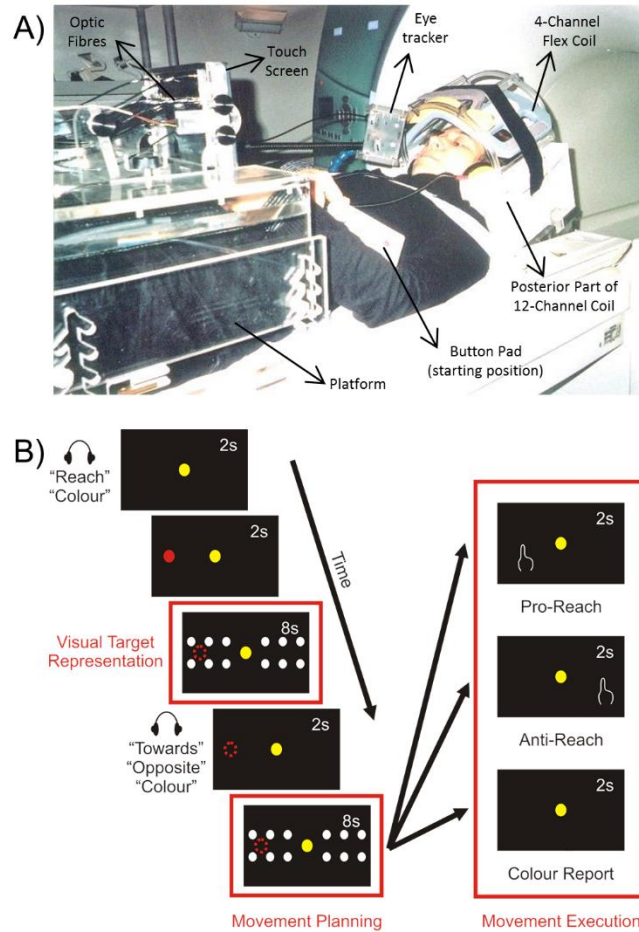 A)
Optic
Fibres
Touch
Screen
Eye
tracker
4-Channel
Flex Coil
Posterior Part of
12-Channel Coil
Button Pad
(starting position)
Platform
B)
2s
“Reach”
“Colour”
2s
Time
Visual Target
Representation
8s
2s
“Towards”
“Opposite”
“Colour”
8s
Movement Planning
2s
Pro-Reach
2s
Anti-Reach
2s
Colour Report
Movement Execution